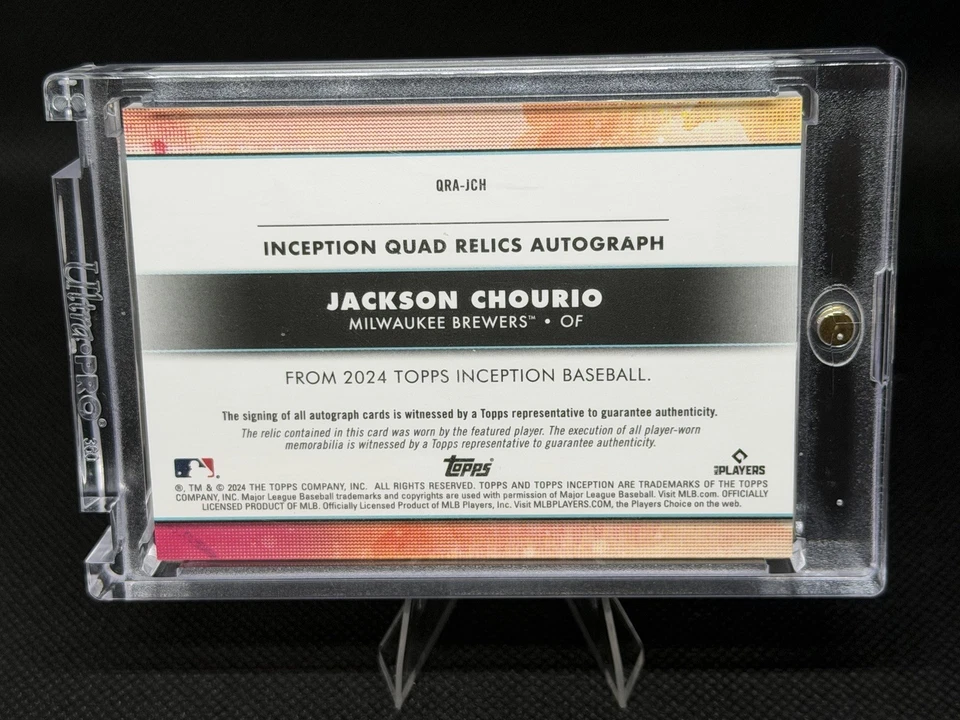 QRA-JCH
INCEPTION QUAD RELICS AUTOGRAPH
JACKSON CHOURIO
MILWAUKEE BREWERS™ • OF
FROM 2024 TOPPS INCEPTION BASEBALL.
The signing of all autograph cards is witnessed by a Topps representative to guarantee authenticity.
The relic contained in this card was worn by the featured player. The execution of all player-worn
memorabilia is witnessed by a Topps representative to guarantee authenticity.
topps®
PLAYERS
®, TM & © 2024 THE TOPPS COMPANY, INC. ALL RIGHTS RESERVED. TOPPS AND TOPPS INCEPTION ARE TRADEMARKS OF THE TOPPS
COMPANY, INC. Major League Baseball trademarks and copyrights are used with permission of Major League Baseball. Visit MLB.com. OFFICIALLY
LICENSED PRODUCT OF MLB. Officially Licensed Product of MLB Players, Inc. Visit MLBPLAYERS.COM, the Players Choice on the web.
Ultra•PRO®